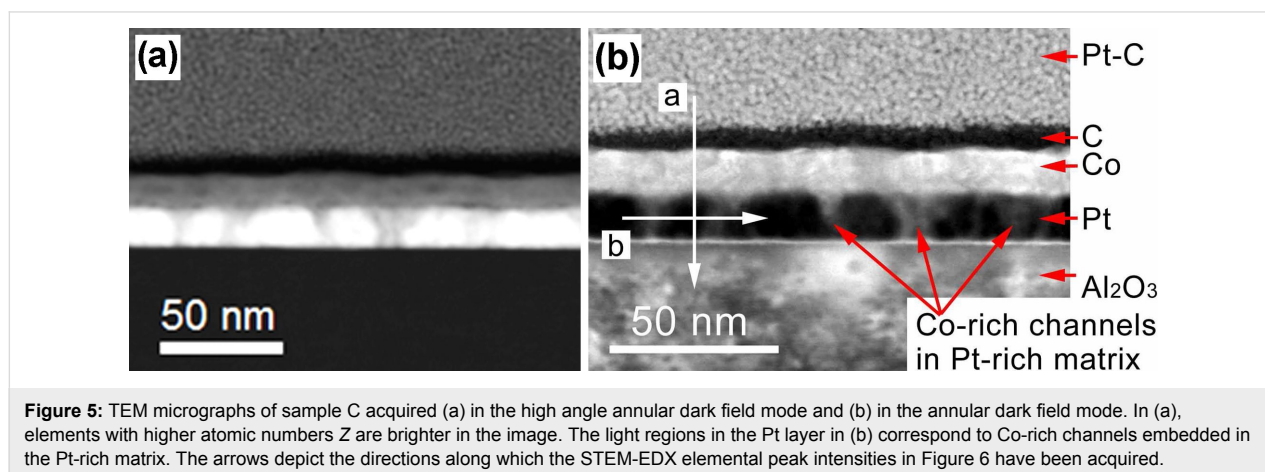 (a)
50 nm
(b)
a
b
50 nm
Pt-C
C
Co
Pt
Al2O3
Co-rich channels
in Pt-rich matrix
Figure 5: TEM micrographs of sample C acquired (a) in the high angle annular dark field mode and (b) in the annular dark field mode. In (a),
elements with higher atomic numbers Z are brighter in the image. The light regions in the Pt layer in (b) correspond to Co-rich channels embedded in
the Pt-rich matrix. The arrows depict the directions along which the STEM-EDX elemental peak intensities in Figure 6 have been acquired.